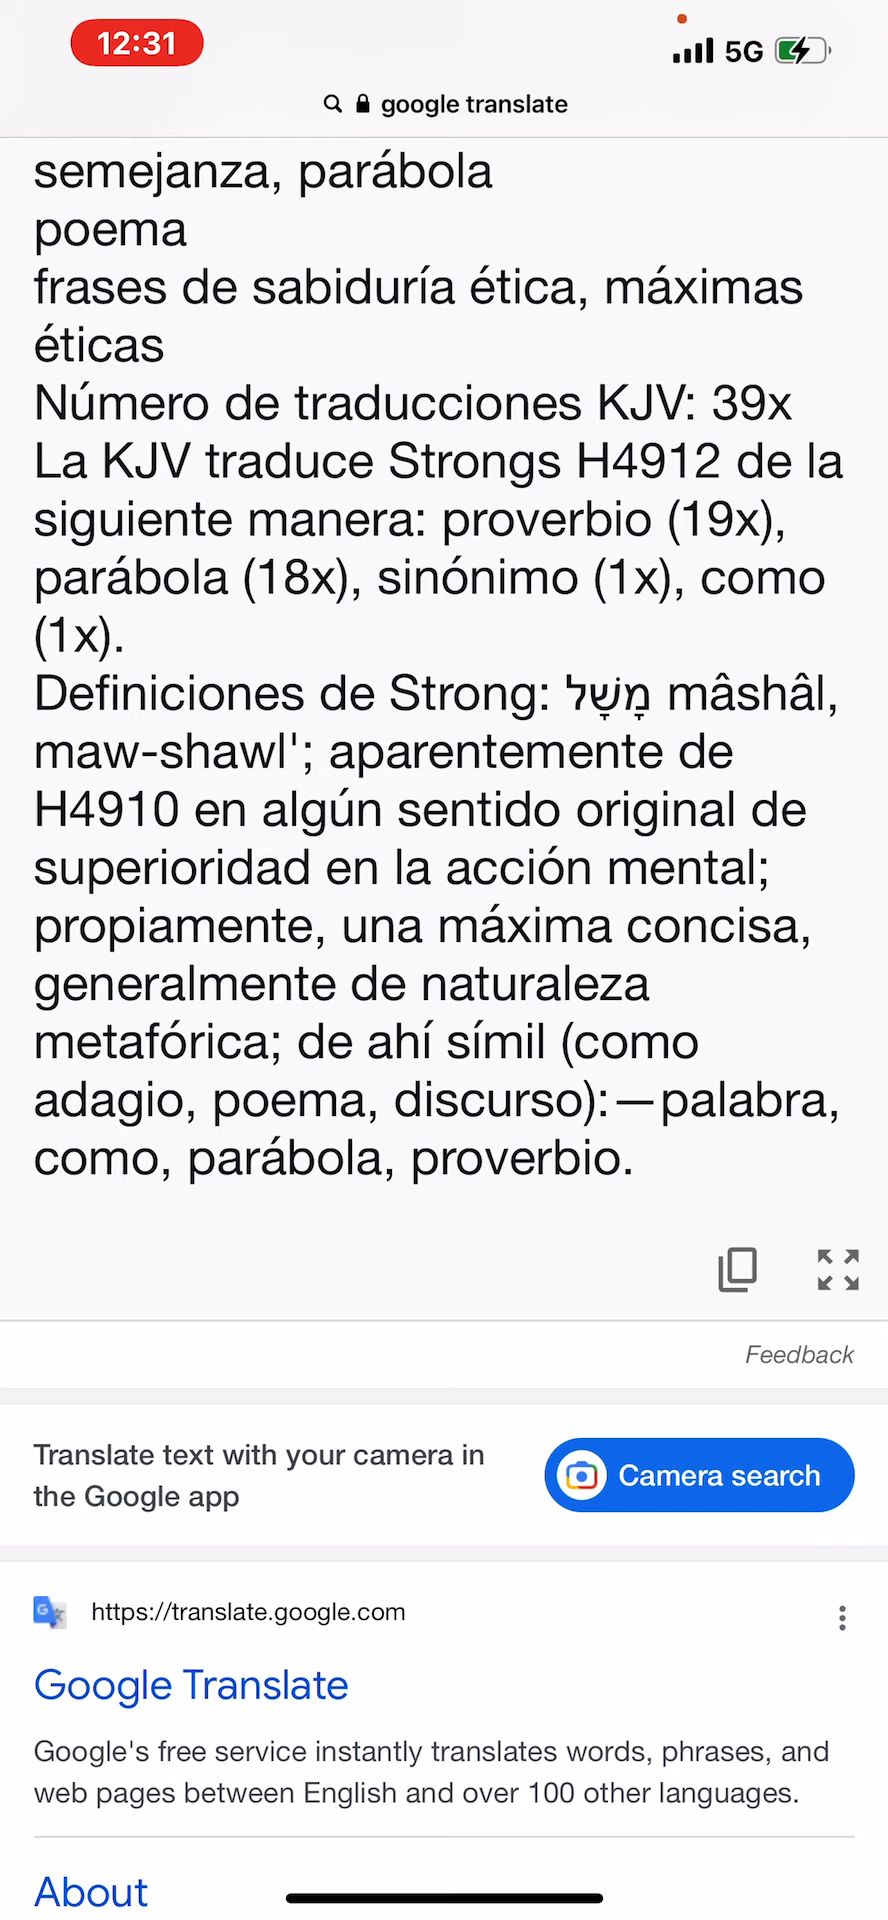 12:31
5G
google translate
semejanza, parábola
poema
frases de sabiduría ética, máximas
éticas
Número de traducciones KJV: 39x
La KJV traduce Strongs H4912 de la
siguiente manera: proverbio (19x),
parábola (18x), sinónimo (1x), como
(1x).
Definiciones de Strong: מָשָׁל mâshâl,
maw-shawl'; aparentemente de
H4910 en algún sentido original de
superioridad en la acción mental;
propiamente, una máxima concisa,
generalmente de naturaleza
metafórica; de ahí símil (como
adagio, poema, discurso):—palabra,
como, parábola, proverbio.
Feedback
Translate text with your camera in
the Google app
Camera search
https://translate.google.com
Google Translate
Google's free service instantly translates words, phrases, and
web pages between English and over 100 other languages.
About